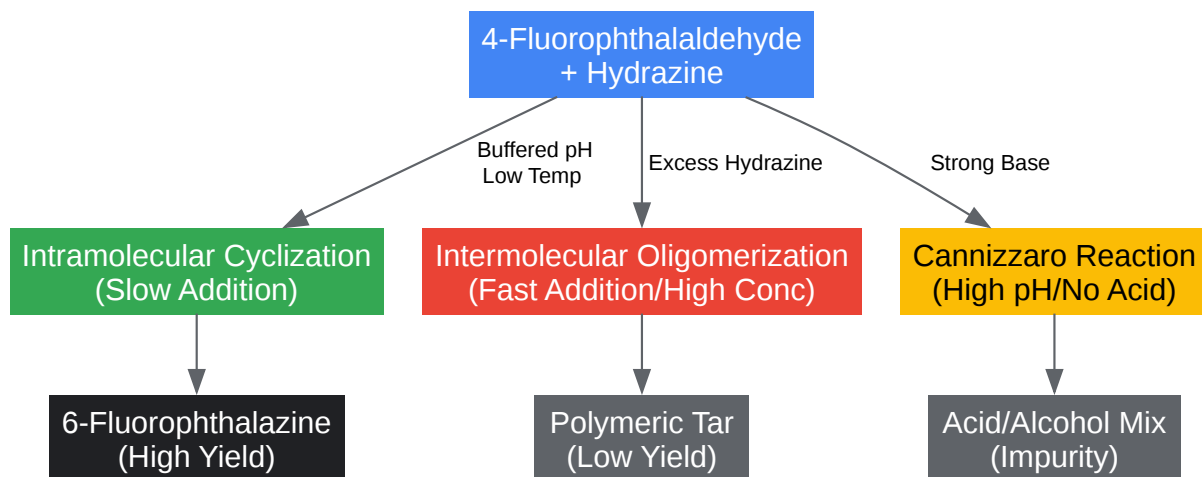 4-Fluorophthalaldehyde
+ Hydrazine
Buffered pH
Low Temp
Excess Hydrazine
Strong Base
Intramolecular Cyclization
(Slow Addition)
Intermolecular Oligomerization
(Fast Addition/High Conc)
Cannizzaro Reaction
(High pH/No Acid)
6-Fluorophthalazine
(High Yield)
Polymeric Tar
(Low Yield)
Acid/Alcohol Mix
(Impurity)